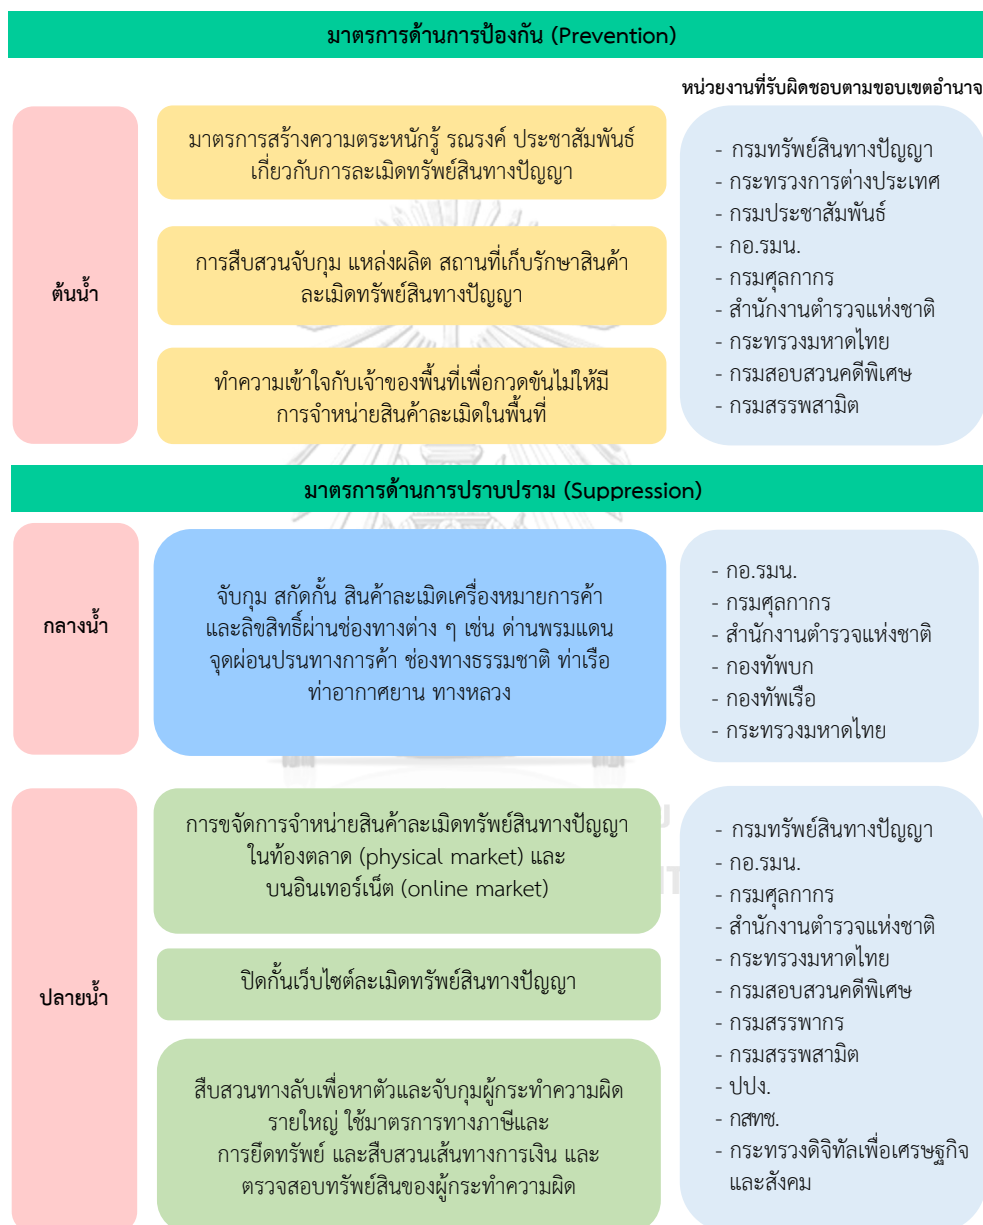 มาตรการด้านการป้องกัน (Prevention)
หน่วยงานที่รับผิดชอบตามขอบเขตอำนาจ
ต้นน้ำ
มาตรการสร้างความตระหนักรู้ รณรงค์ ประชาสัมพันธ์
เกี่ยวกับการละเมิดทรัพย์สินทางปัญญา
การสืบสวนจับกุม แหล่งผลิต สถานที่เก็บรักษาสินค้า
ละเมิดทรัพย์สินทางปัญญา
ทำความเข้าใจกับเจ้าของพื้นที่เพื่อกวดขันไม่ให้มี
การจำหน่ายสินค้าละเมิดในพื้นที่
- กรมทรัพย์สินทางปัญญา
- กระทรวงการต่างประเทศ
- กรมประชาสัมพันธ์
- กอ.รมน.
- กรมศุลกากร
- สำนักงานตำรวจแห่งชาติ
- กระทรวงมหาดไทย
- กรมสอบสวนคดีพิเศษ
- กรมสรรพสามิต
มาตรการด้านการปราบปราม (Suppression)
กลางน้ำ
จับกุม สกัดกั้น สินค้าละเมิดเครื่องหมายการค้า
และลิขสิทธิ์ผ่านช่องทางต่าง ๆ เช่น ด่านพรมแดน
จุดผ่อนปรนทางการค้า ช่องทางธรรมชาติ ท่าเรือ
ท่าอากาศยาน ทางหลวง
- กอ.รมน.
- กรมศุลกากร
- สำนักงานตำรวจแห่งชาติ
- กองทัพบก
- กองทัพเรือ
- กระทรวงมหาดไทย
ปลายน้ำ
การขจัดการจำหน่ายสินค้าละเมิดทรัพย์สินทางปัญญา
ในท้องตลาด (physical market) และ
บนอินเทอร์เน็ต (online market)
ปิดกั้นเว็บไซต์ละเมิดทรัพย์สินทางปัญญา
สืบสวนทางลับเพื่อหาตัวและจับกุมผู้กระทำความผิด
รายใหญ่ ใช้มาตรการทางภาษีและ
การยึดทรัพย์ และสืบสวนเส้นทางการเงิน และ
ตรวจสอบทรัพย์สินของผู้กระทำความผิด
- กรมทรัพย์สินทางปัญญา
- กอ.รมน.
- กรมศุลกากร
- สำนักงานตำรวจแห่งชาติ
- กระทรวงมหาดไทย
- กรมสอบสวนคดีพิเศษ
- กรมสรรพากร
- กรมสรรพสามิต
- ปปง.
- กสทช.
- กระทรวงดิจิทัลเพื่อเศรษฐกิจ
และสังคม